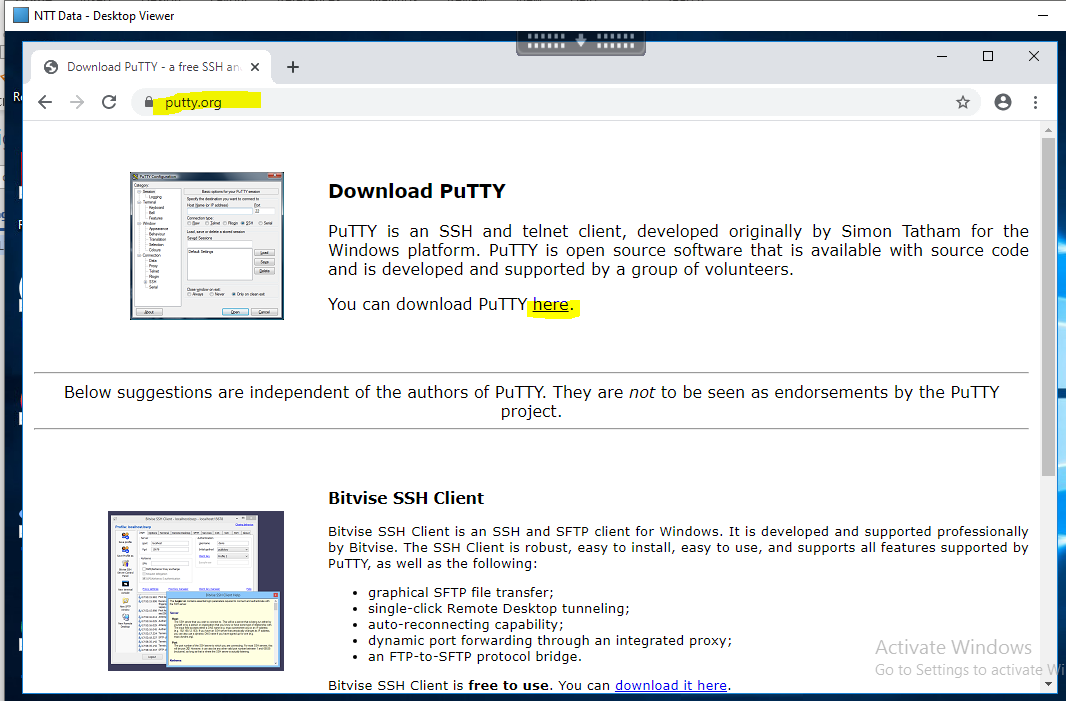 NTT Data - Desktop Viewer
Download PuTTY - a free SSH an
putty.org
Download PuTTY
PuTTY is an SSH and telnet client, developed originally by Simon Tatham for the
Windows platform. PuTTY is open source software that is available with source code
and is developed and supported by a group of volunteers.
You can download PuTTY here.
Below suggestions are independent of the authors of PuTTY. They are not to be seen as endorsements by the PuTTY
project.
Bitvise SSH Client
Bitvise SSH Client is an SSH and SFTP client for Windows. It is developed and supported professionally
by Bitvise. The SSH Client is robust, easy to install, easy to use, and supports all features supported by
PuTTY, as well as the following:
• graphical SFTP file transfer;
• single-click Remote Desktop tunneling;
• auto-reconnecting capability;
• dynamic port forwarding through an integrated proxy;
• an FTP-to-SFTP protocol bridge.
Bitvise SSH Client is free to use. You can download it here.
Activate Windows
Go to Settings to activate Wi